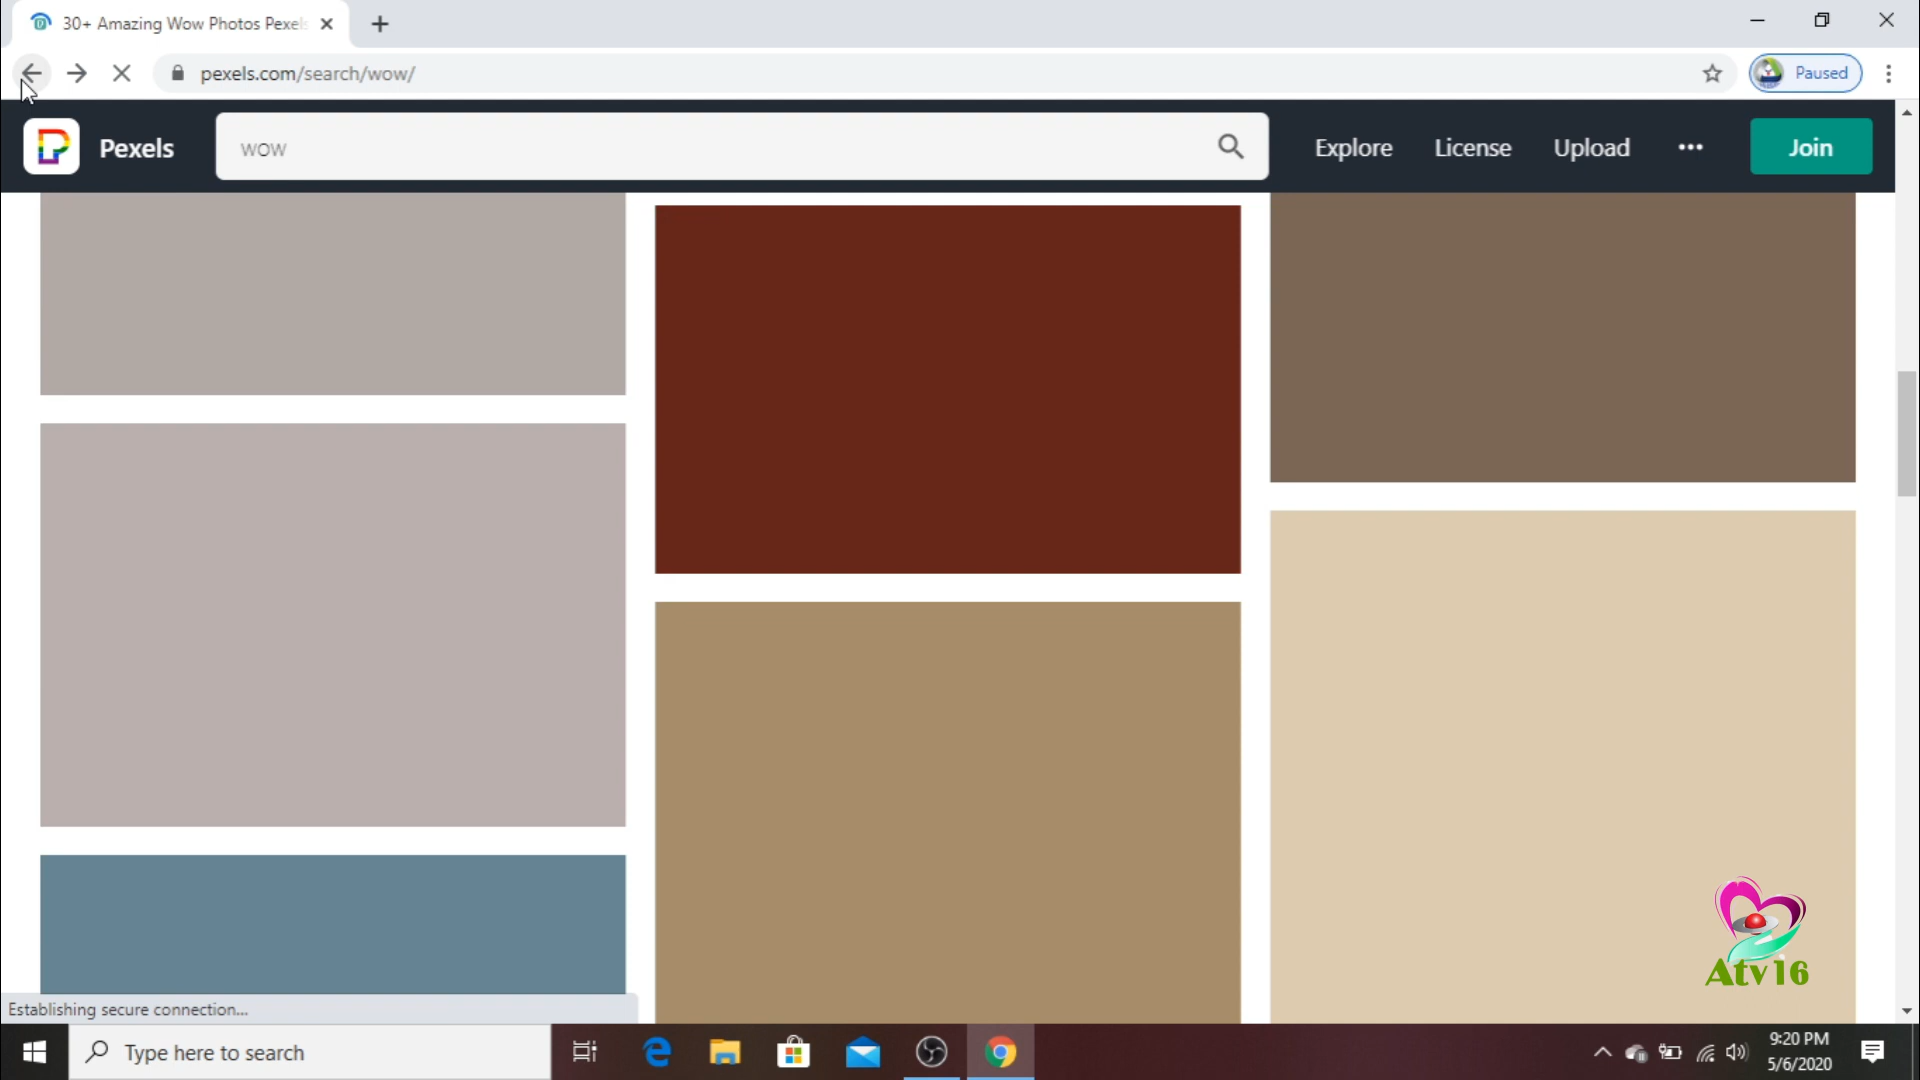 30+ Amazing Wow Photos Pexels
pexels.com/search/wow/
Paused
Pexels
wow
Explore
License
Upload
Join
Atv16
Establishing secure connection...
Type here to search
9:20 PM
5/6/2020